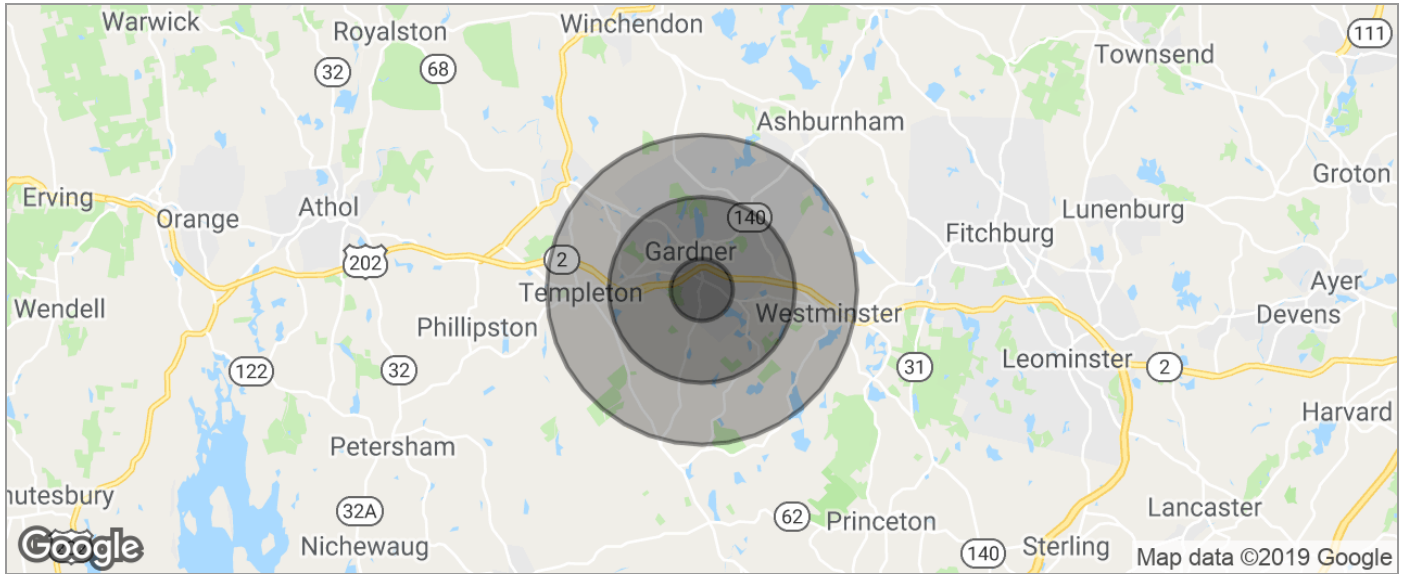 Warwick
Royalston
Winchendon
111
Townsend
32
68
Ashburnham
Groton
Erving
Athol
Orange
140
Lunenburg
Fitchburg
Gardner
202
2
Ayer
Templeton
Wendell
Westminster
Devens
Phillipston
Leominster
122
32
31
2
Harvard
Petersham
hutesbury
Lancaster
32A
62
Princeton
Google
Nichewaug
140
Sterling
Map data ©2019 Google